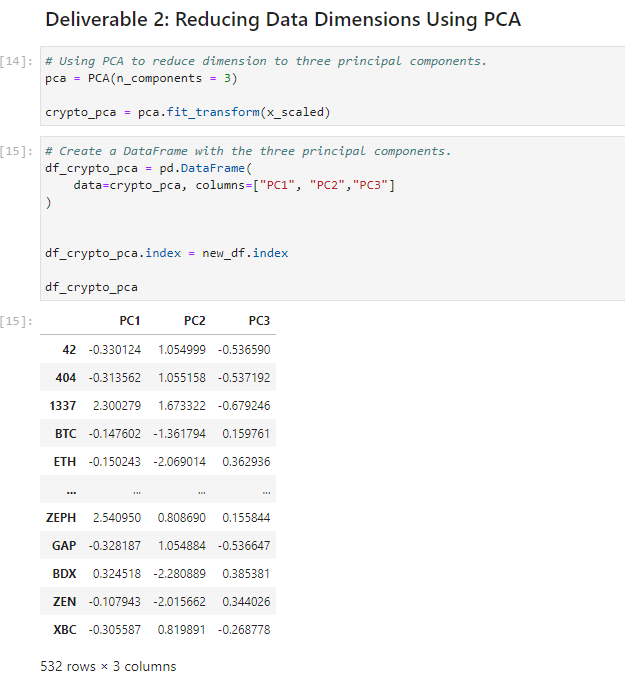 Deliverable 2: Reducing Data Dimensions Using PCA
[14]: # Using PCA to reduce dimension to three principal components.
pca = PCA(n_components = 3)
crypto_pca = pca.fit_transform(x_scaled)
[15]: # Create a DataFrame with the three principal components.
df_crypto_pca = pd.DataFrame(
    data=crypto_pca, columns=["PC1", "PC2","PC3"]
)
df_crypto_pca.index = new_df.index
df_crypto_pca
[15]: PC1 PC2 PC3
42 -0.330124 1.054999 -0.536590
404 -0.313562 1.055158 -0.537192
1337 2.300279 1.673322 -0.679246
BTC -0.147602 -1.361794 0.159761
ETH -0.150243 -2.069014 0.362936
... ... ... ...
ZEPH 2.540950 0.808690 0.155844
GAP -0.328187 1.054884 -0.536647
BDX 0.324518 -2.280889 0.385381
ZEN -0.107943 -2.015662 0.344026
XBC -0.305587 0.819891 -0.268778
532 rows × 3 columns